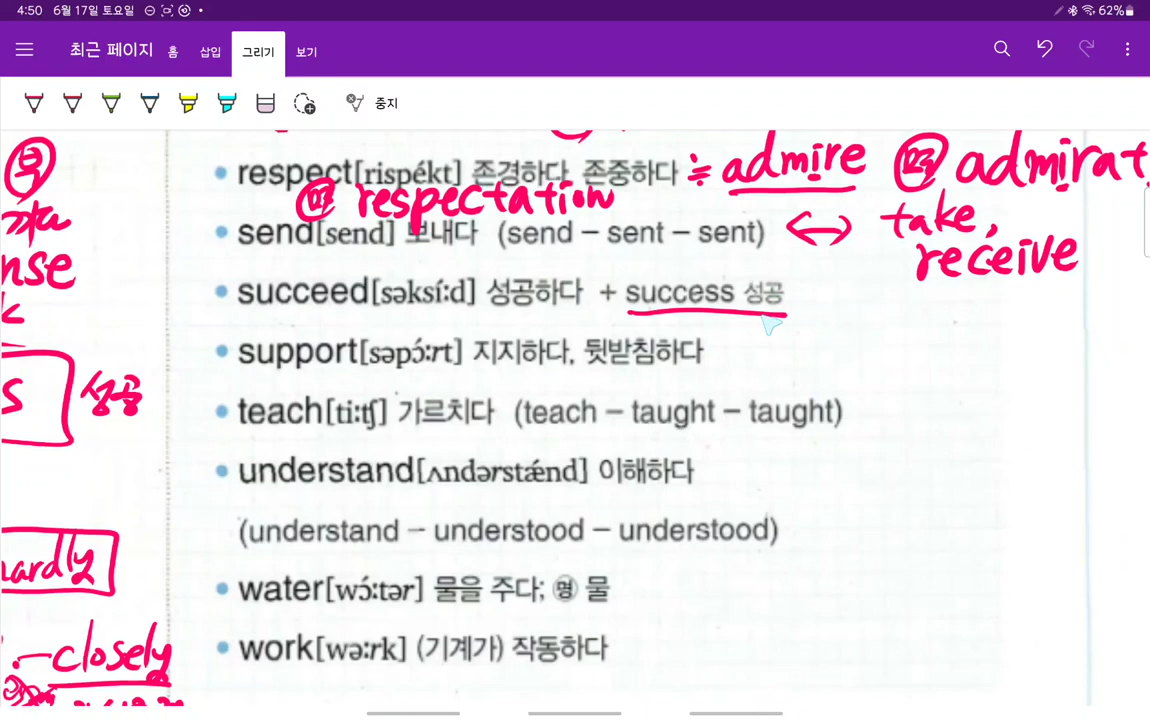 4:50 6월 17일 토요일 62%
최근 페이지 홈 삽입 그리기 보기
중지
respect[rispékt] 존경하다, 존중하다 ≒ admire 명 admirat
명 respectation
send[send] 보내다 (send – sent – sent) ↔ take,
receive
nse
succeed[səksíːd] 성공하다 + success 성공
support[səpɔ́ːrt] 지지하다, 뒷받침하다
s 성공
teach[tiːtʃ] 가르치다 (teach – taught – taught)
understand[ʌndərstǽnd] 이해하다
(understand – understood – understood)
hardly
water[wɔ́ːtər] 물을 주다; 명 물
work[wəːrk] (기계가) 작동하다
closely